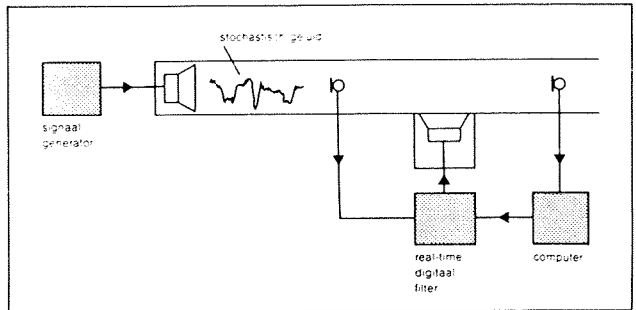 stochastisch geluid
signaal
generator
real-time
digitaal
filter
computer